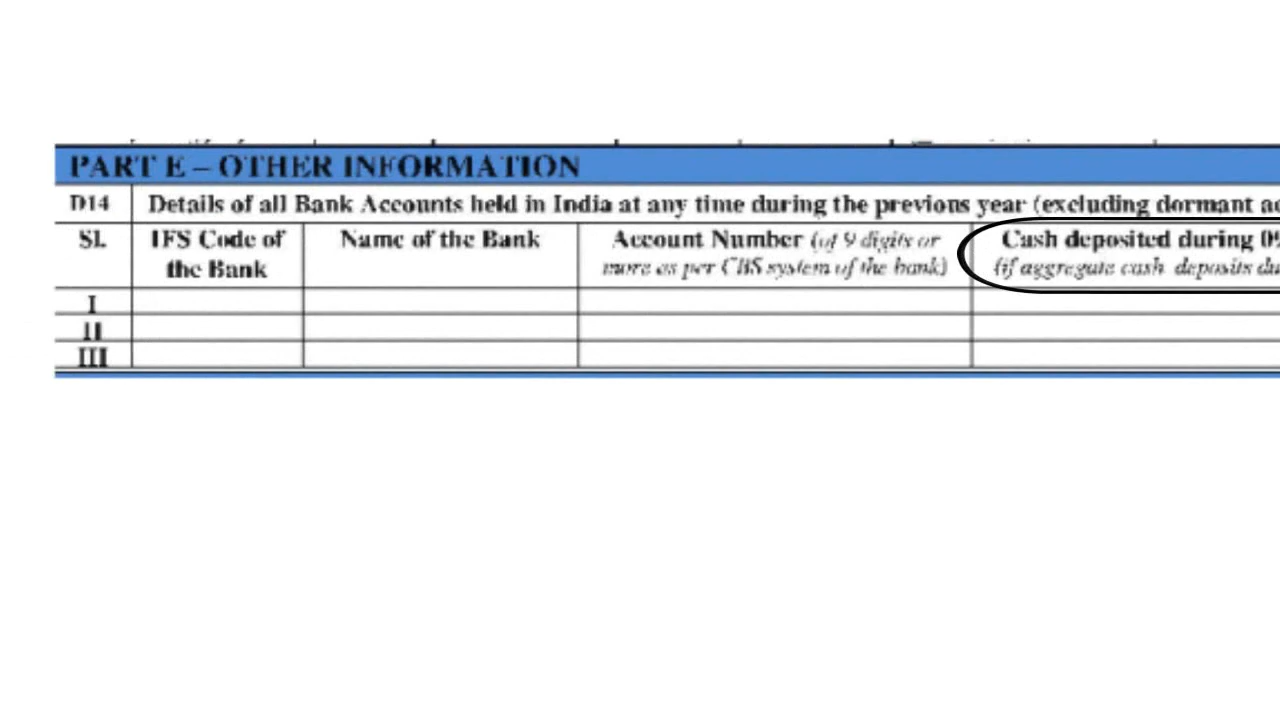 PART E – OTHER INFORMATION
D14 Details of all Bank Accounts held in India at any time during the previous year (excluding dormant
Sl. IFS Code of Name of the Bank Account Number (of 9 digits or Cash deposited during
the Bank more as per CBS system of the bank) (if aggregate cash deposits
I
II
III